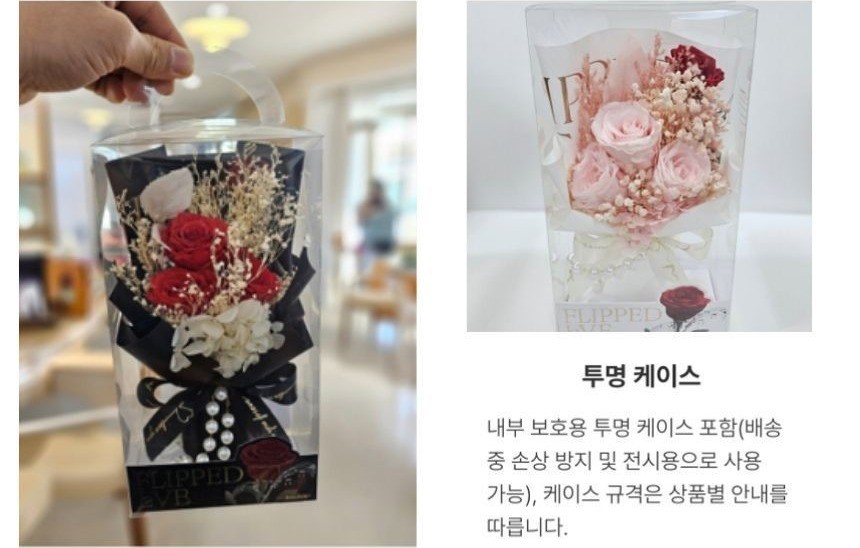 FLIPPED
FLIPPED
투명 케이스
내부 보호용 투명 케이스 포함(배송
중 손상 방지 및 전시용으로 사용
가능), 케이스 규격은 상품별 안내를
따릅니다.